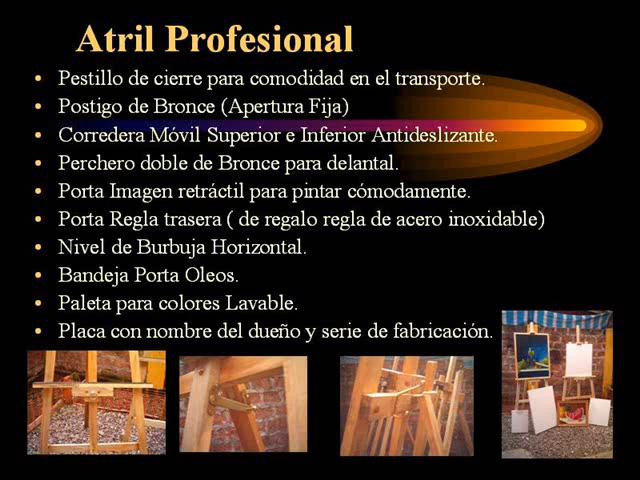 Atril Profesional
• Pestillo de cierre para comodidad en el transporte.
• Postigo de Bronce (Apertura Fija)
• Corredera Móvil Superior e Inferior Antideslizante.
• Perchero doble de Bronce para delantal.
• Porta Imagen retráctil para pintar cómodamente.
• Porta Regla trasera ( de regalo regla de acero inoxidable)
• Nivel de Burbuja Horizontal.
• Bandeja Porta Oleos.
• Paleta para colores Lavable.
• Placa con nombre del dueño y serie de fabricación.